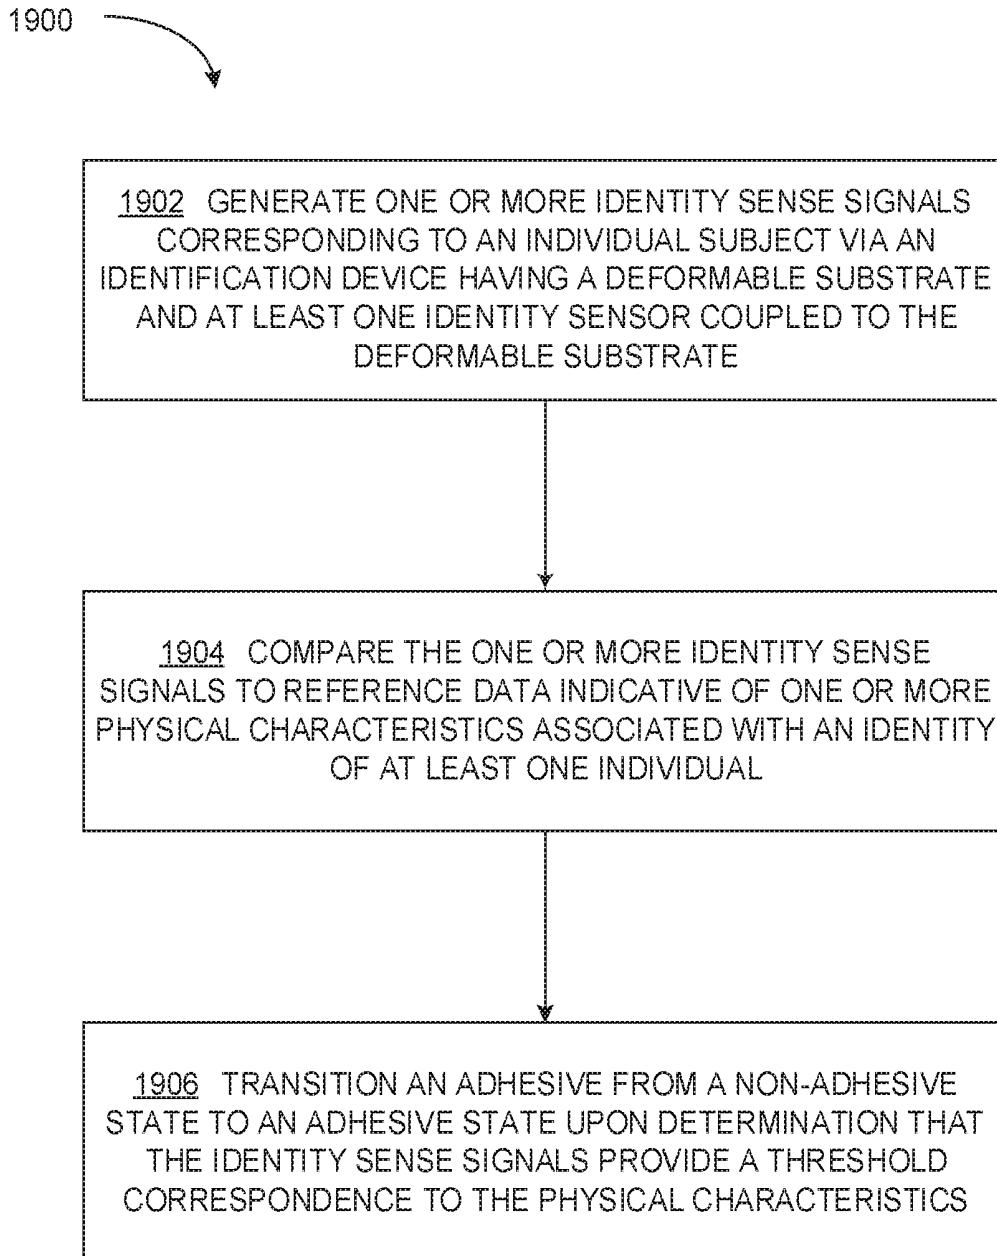 1900
1902 GENERATE ONE OR MORE IDENTITY SENSE SIGNALS
CORRESPONDING TO AN INDIVIDUAL SUBJECT VIA AN
IDENTIFICATION DEVICE HAVING A DEFORMABLE SUBSTRATE
AND AT LEAST ONE IDENTITY SENSOR COUPLED TO THE
DEFORMABLE SUBSTRATE
1904 COMPARE THE ONE OR MORE IDENTITY SENSE
SIGNALS TO REFERENCE DATA INDICATIVE OF ONE OR MORE
PHYSICAL CHARACTERISTICS ASSOCIATED WITH AN IDENTITY
OF AT LEAST ONE INDIVIDUAL
1906 TRANSITION AN ADHESIVE FROM A NON-ADHESIVE
STATE TO AN ADHESIVE STATE UPON DETERMINATION THAT
THE IDENTITY SENSE SIGNALS PROVIDE A THRESHOLD
CORRESPONDENCE TO THE PHYSICAL CHARACTERISTICS